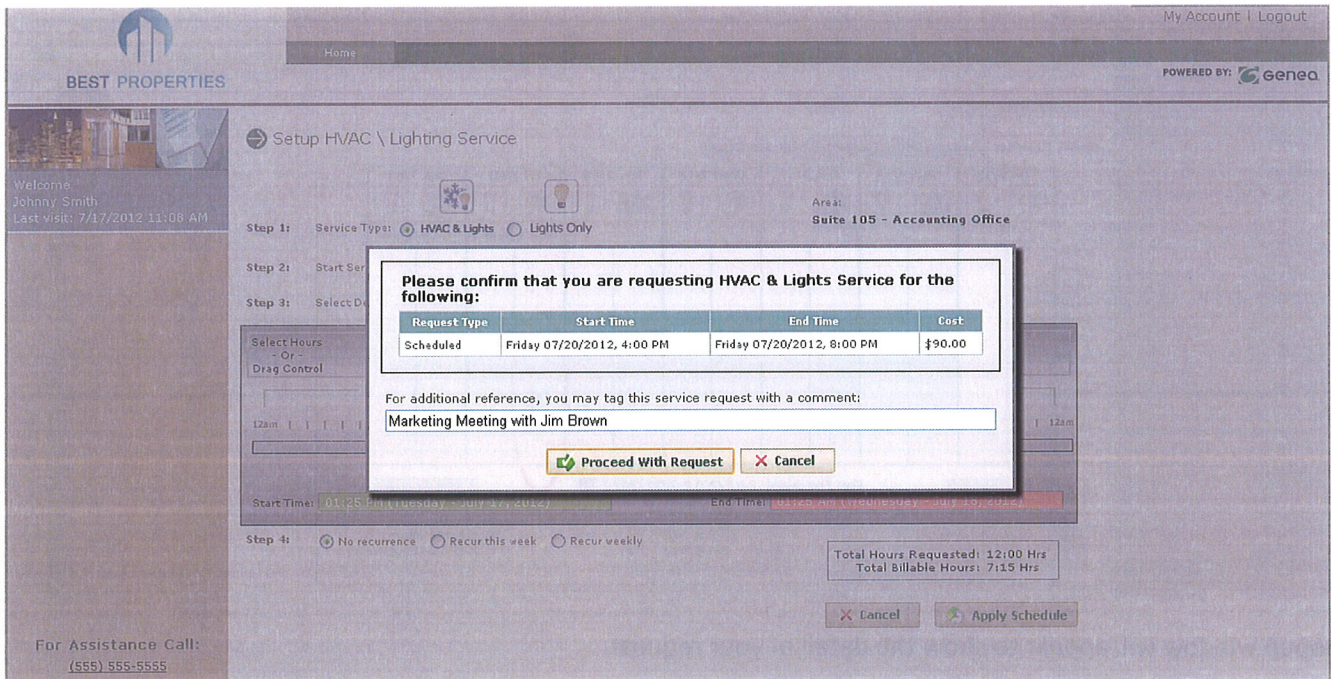 My Account | Logout
Home
BEST PROPERTIES
POWERED BY: Genea
Setup HVAC \ Lighting Service
Welcome,
Johnny Smith
Last visit: 7/17/2012 11:08 AM
Area:
Suite 105 - Accounting Office
Step 1: Service Type: HVAC & Lights Lights Only
Step 2: Start Ser
Step 3: Select De
Please confirm that you are requesting HVAC & Lights Service for the
following:
Request Type Start Time End Time Cost
Scheduled Friday 07/20/2012, 4:00 PM Friday 07/20/2012, 8:00 PM $90.00
Select Hours
- Or -
Drag Control
For additional reference, you may tag this service request with a comment:
Marketing Meeting with Jim Brown
12am 12am
Proceed With Request Cancel
Start Time: 01:25 PM (Tuesday - July 17, 2012) End Time: 01:25 AM (Wednesday - July 18, 2012)
Step 4: No recurrence Recur this week Recur weekly
Total Hours Requested: 12:00 Hrs
Total Billable Hours: 7:15 Hrs
Cancel Apply Schedule
For Assistance Call:
(555) 555-5555